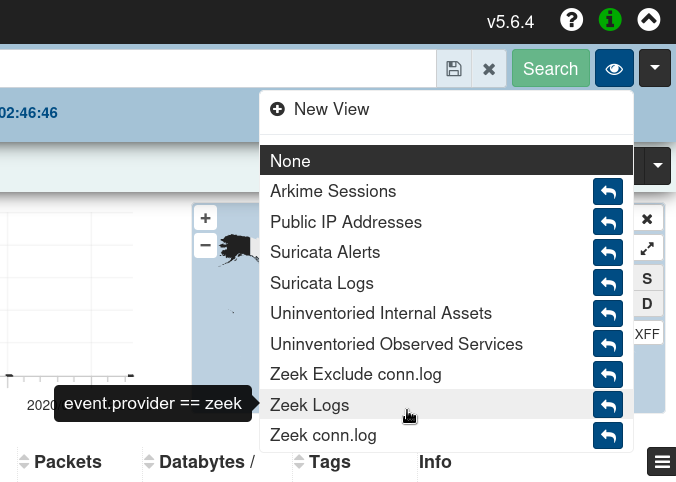 v5.6.4
Search
02:46:46
New View
None
Arkime Sessions
Public IP Addresses
Suricata Alerts
Suricata Logs
Uninventoried Internal Assets
Uninventoried Observed Services
Zeek Exclude conn.log
Zeek Logs
Zeek conn.log
+
−
S
D
XFF
2020
event.provider == zeek
Packets
Databytes /
Tags
Info